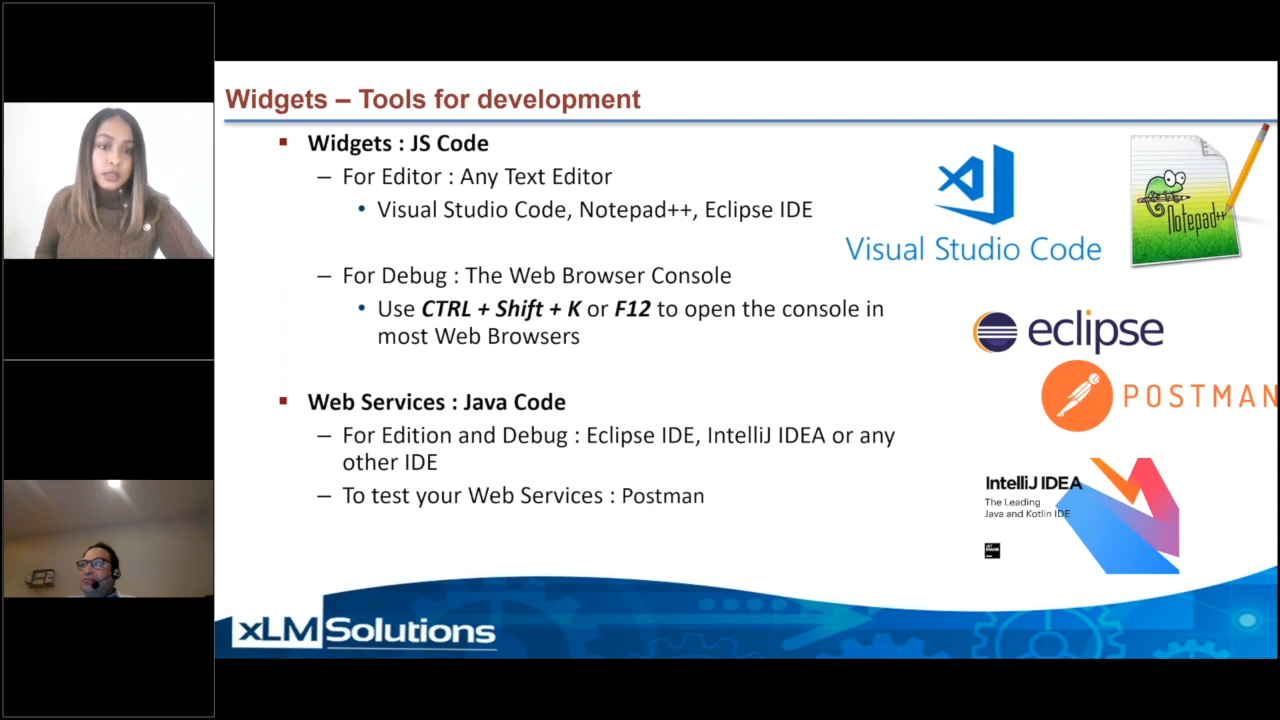 Widgets – Tools for development
▪ Widgets : JS Code
– For Editor : Any Text Editor
• Visual Studio Code, Notepad++, Eclipse IDE
– For Debug : The Web Browser Console
• Use CTRL + Shift + K or F12 to open the console in
most Web Browsers
▪ Web Services : Java Code
– For Edition and Debug : Eclipse IDE, IntelliJ IDEA or any
other IDE
– To test your Web Services : Postman
Visual Studio Code
Notepad++
eclipse
POSTMAN
IntelliJ IDEA
The Leading
Java and Kotlin IDE
xLM Solutions